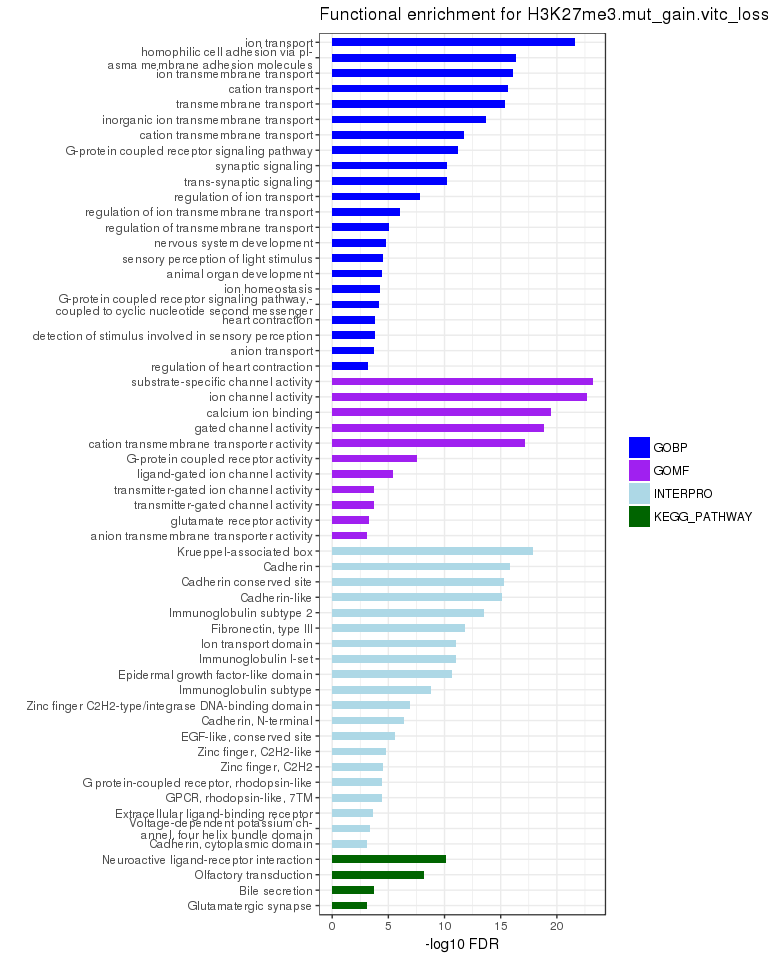 Functional enrichment for H3K27me3.mut_gain.vitc_loss
ion transport
homophilic cell adhesion via pl-
asma membrane adhesion molecules
ion transmembrane transport
cation transport
transmembrane transport
inorganic ion transmembrane transport
cation transmembrane transport
G-protein coupled receptor signaling pathway
synaptic signaling
trans-synaptic signaling
regulation of ion transport
regulation of ion transmembrane transport
regulation of transmembrane transport
nervous system development
sensory perception of light stimulus
animal organ development
ion homeostasis
G-protein coupled receptor signaling pathway,-
coupled to cyclic nucleotide second messenger
heart contraction
detection of stimulus involved in sensory perception
anion transport
regulation of heart contraction
substrate-specific channel activity
ion channel activity
calcium ion binding
gated channel activity
cation transmembrane transporter activity
G-protein coupled receptor activity
ligand-gated ion channel activity
transmitter-gated ion channel activity
transmitter-gated channel activity
glutamate receptor activity
anion transmembrane transporter activity
Krueppel-associated box
Cadherin
Cadherin conserved site
Cadherin-like
Immunoglobulin subtype 2
Fibronectin, type III
Ion transport domain
Immunoglobulin I-set
Epidermal growth factor-like domain
Immunoglobulin subtype
Zinc finger C2H2-type/integrase DNA-binding domain
Cadherin, N-terminal
EGF-like, conserved site
Zinc finger, C2H2-like
Zinc finger, C2H2
G protein-coupled receptor, rhodopsin-like
GPCR, rhodopsin-like, 7TM
Extracellular ligand-binding receptor
Voltage-dependent potassium ch-
annel, four helix bundle domain
Cadherin, cytoplasmic domain
Neuroactive ligand-receptor interaction
Olfactory transduction
Bile secretion
Glutamatergic synapse
0 5 10 15 20
-log10 FDR
GOBP
GOMF
INTERPRO
KEGG_PATHWAY